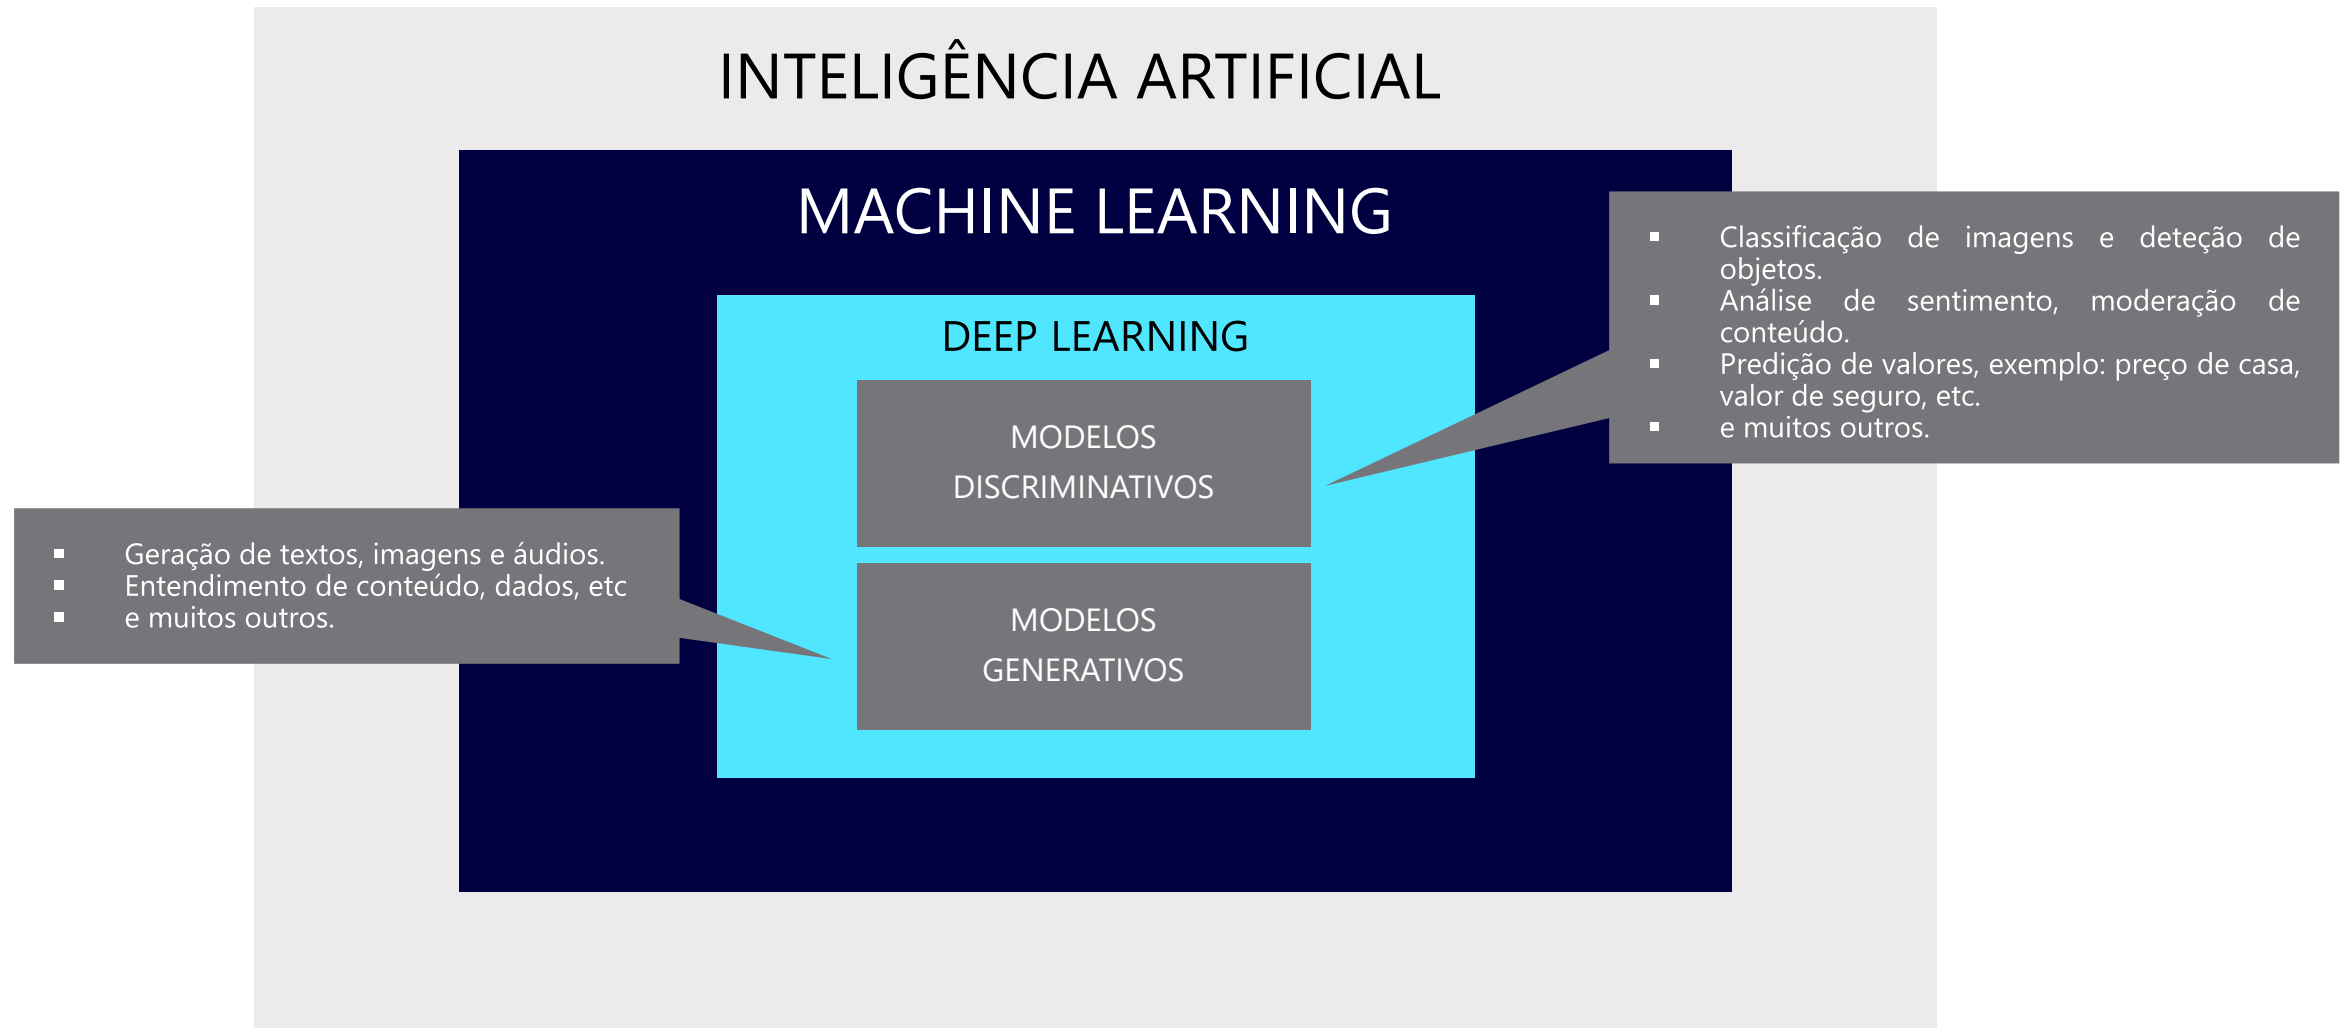 INTELIGÊNCIA ARTIFICIAL
MACHINE LEARNING
DEEP LEARNING
MODELOS
DISCRIMINATIVOS
MODELOS
GENERATIVOS
▪ Classificação de imagens e deteção de
objetos.
▪ Análise de sentimento, moderação de
conteúdo.
▪ Predição de valores, exemplo: preço de casa,
valor de seguro, etc.
▪ e muitos outros.
▪ Geração de textos, imagens e áudios.
▪ Entendimento de conteúdo, dados, etc
▪ e muitos outros.